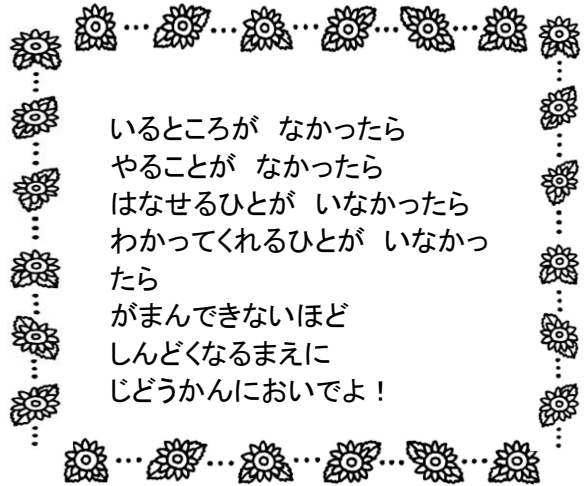 いるところが　なかったら
やることが　なかったら
はなせるひとが　いなかったら
わかってくれるひとが　いなかっ
たら
がまんできないほど
しんどくなるまえに
じどうかんにおいでよ！